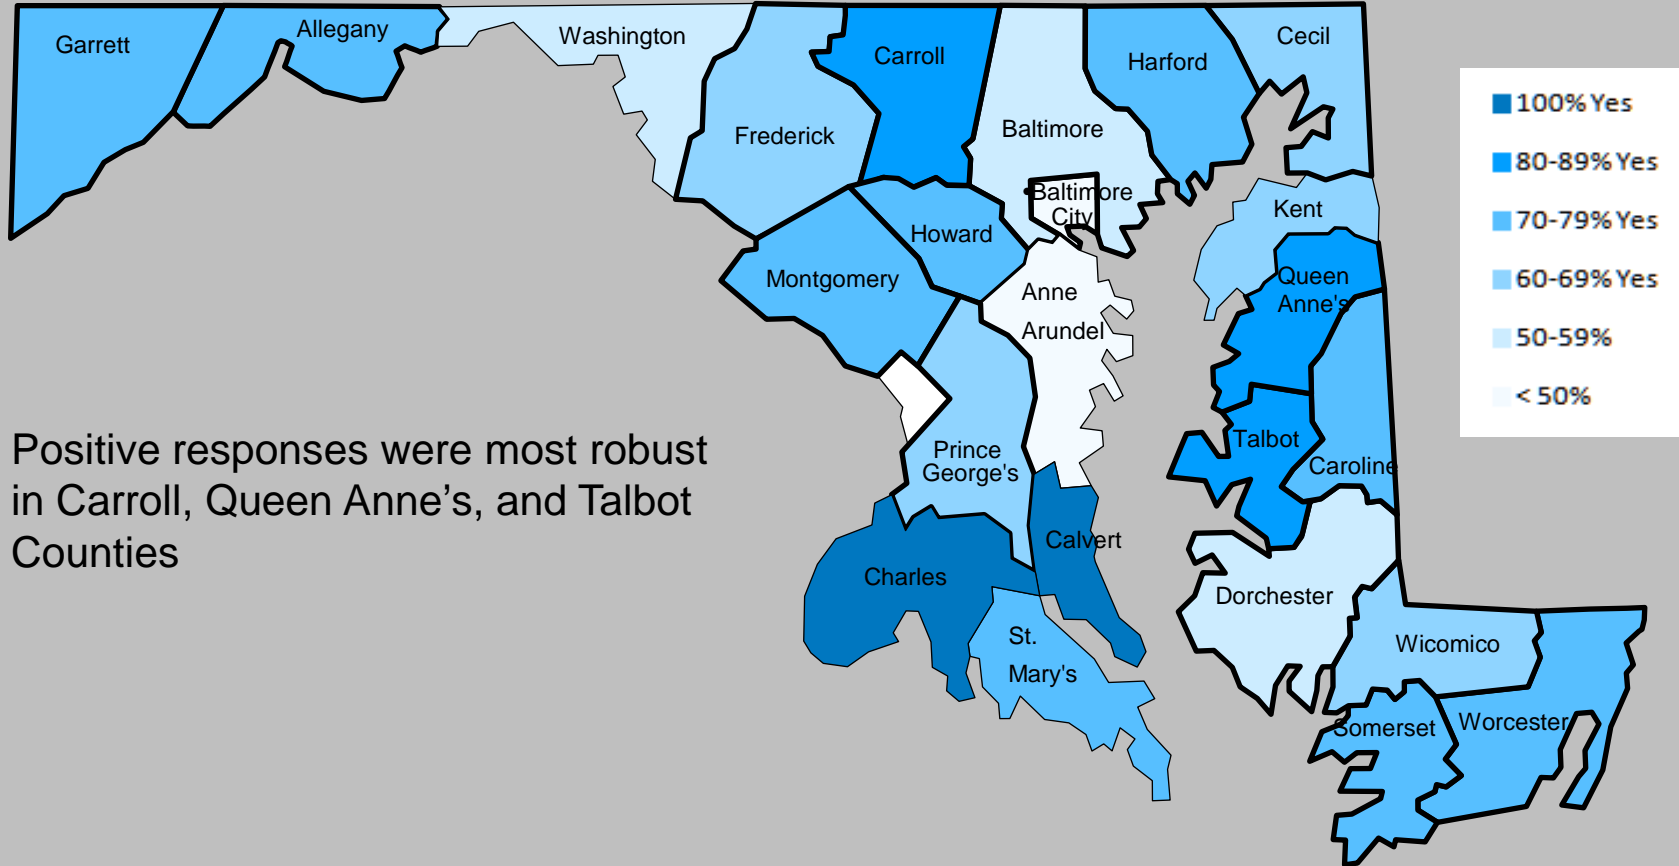 Garrett
Allegany
Washington
Frederick
Carroll
Baltimore
Harford
Cecil
100% Yes
80-89% Yes
70-79% Yes
60-69% Yes
50-59%
< 50%
•Baltimore
City
Kent
Howard
Montgomery
Anne
Arundel
Queen
Anne's
Prince
George's
Talbot
Caroline
Positive responses were most robust
in Carroll, Queen Anne’s, and Talbot
Counties
Calvert
Charles
St.
Mary's
Dorchester
Wicomico
Somerset
Worcester